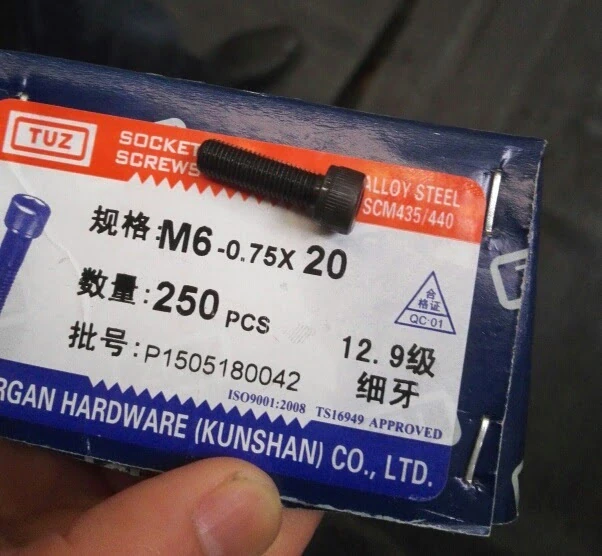 TUZ
SOCKET
SCREWS
ALLOY STEEL
SCM435/440
规格:M6-0.75X 20
数量:250 PCS
合
格证
QC-01
批号:P1505180042
12.9级
细牙
ISO9001:2008 TS16949 APPROVED
RGAN HARDWARE (KUNSHAN) CO., LTD.